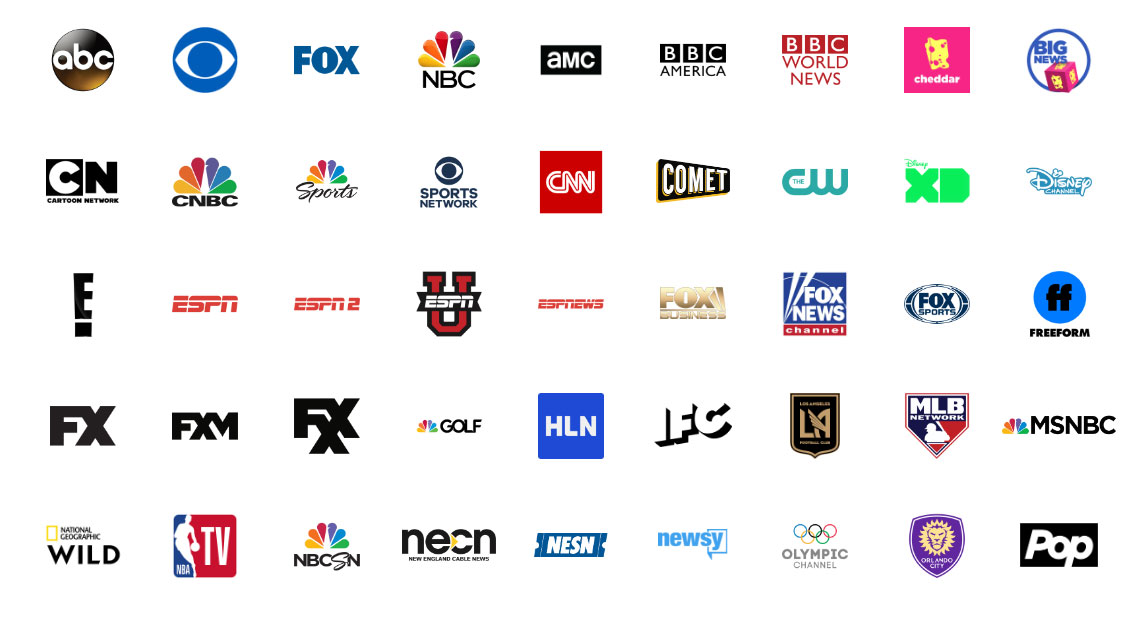 abc
FOX
NBC
aMC
BBC
AMERICA
BBC
WORLD
NEWS
cheddar
BIG
NEWS
CN
CARTOON NETWORK
CNBC
Sports
SPORTS
NETWORK
CNN
COMET
THE
CW
Disney
XD
Disney
CHANNEL
E!
ESPN
ESPN 2
ESPN
U
ESPNEWS
FOX
BUSINESS
FOX
NEWS
channel
FOX
SPORTS
ff
FREEFORM
FX
FXM
FXX
GOLF
HLN
IFC
LOS ANGELES
LA
FOOTBALL CLUB
MLB
NETWORK
MSNBC
NATIONAL
GEOGRAPHIC
WILD
NBA
TV
NBCSN
necn
NEW ENGLAND CABLE NEWS
NESN
newsy
OLYMPIC
CHANNEL
ORLANDO
CITY
Pop